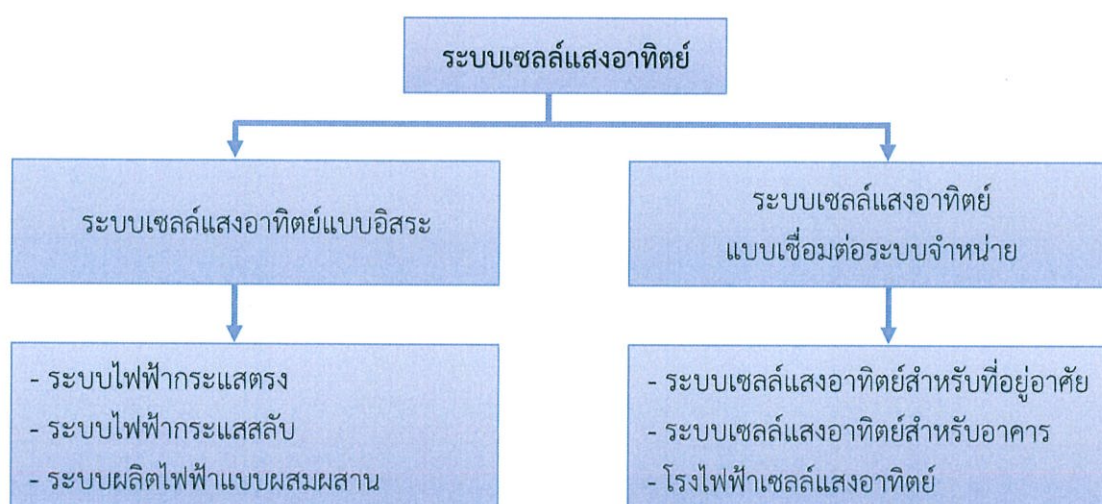 ระบบเซลล์แสงอาทิตย์
ระบบเซลล์แสงอาทิตย์แบบอิสระ
ระบบเซลล์แสงอาทิตย์
แบบเชื่อมต่อระบบจำหน่าย
- ระบบไฟฟ้ากระแสตรง
- ระบบไฟฟ้ากระแสสลับ
- ระบบผลิตไฟฟ้าแบบผสมผสาน
- ระบบเซลล์แสงอาทิตย์สำหรับที่อยู่อาศัย
- ระบบเซลล์แสงอาทิตย์สำหรับอาคาร
- โรงไฟฟ้าเซลล์แสงอาทิตย์